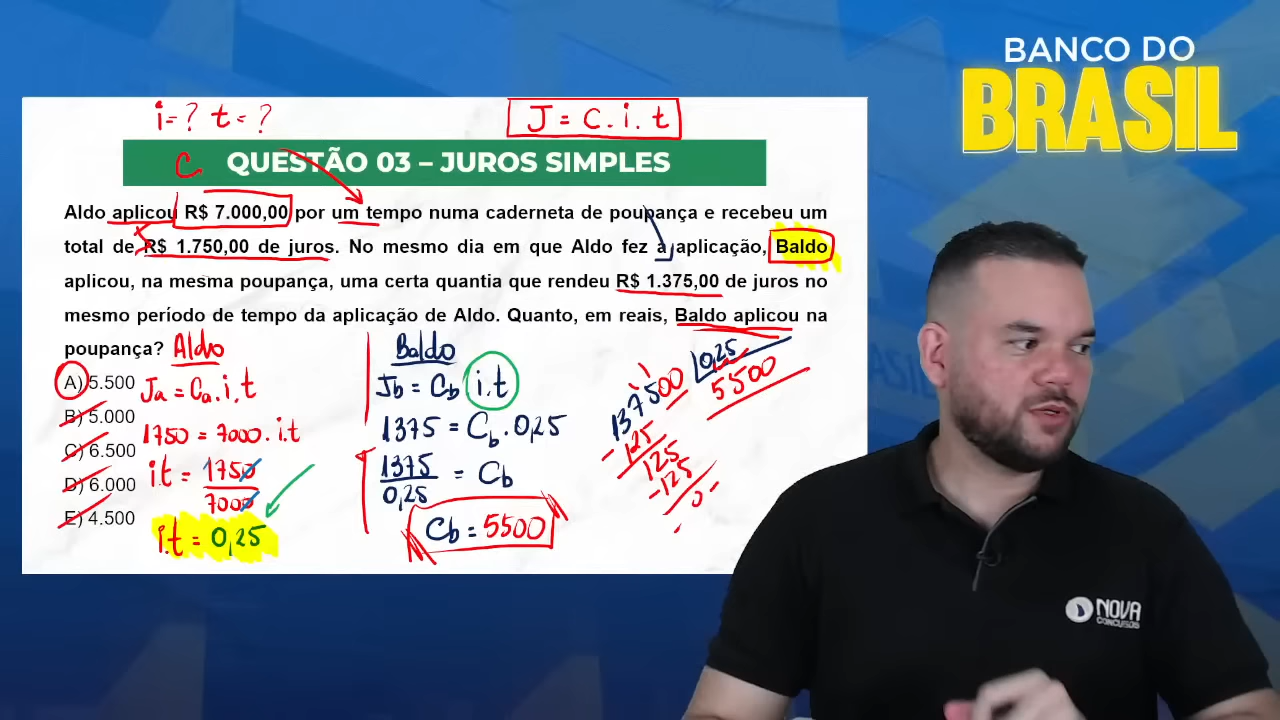 BANCO DO
BRASIL
i=? t=?
J = C.i.t
C
QUESTÃO 03 – JUROS SIMPLES
Aldo aplicou R$ 7.000,00 por um tempo numa caderneta de poupança e recebeu um
total de R$ 1.750,00 de juros. No mesmo dia em que Aldo fez a aplicação, Baldo
aplicou, na mesma poupança, uma certa quantia que rendeu R$ 1.375,00 de juros no
mesmo período de tempo da aplicação de Aldo. Quanto, em reais, Baldo aplicou na
poupança?
A) 5.500
B) 5.000
C) 6.500
D) 6.000
E) 4.500
Aldo
Ja = Ca.i.t
1750 = 7000.i.t
i.t = 1750
7000
i.t = 0,25
Baldo
Jb = Cb i.t
1375 = Cb.0,25
1375 = Cb
0,25
Cb = 5500
137500 0,25
5500
-125
125
-125
0
NOVA
CONCURSOS